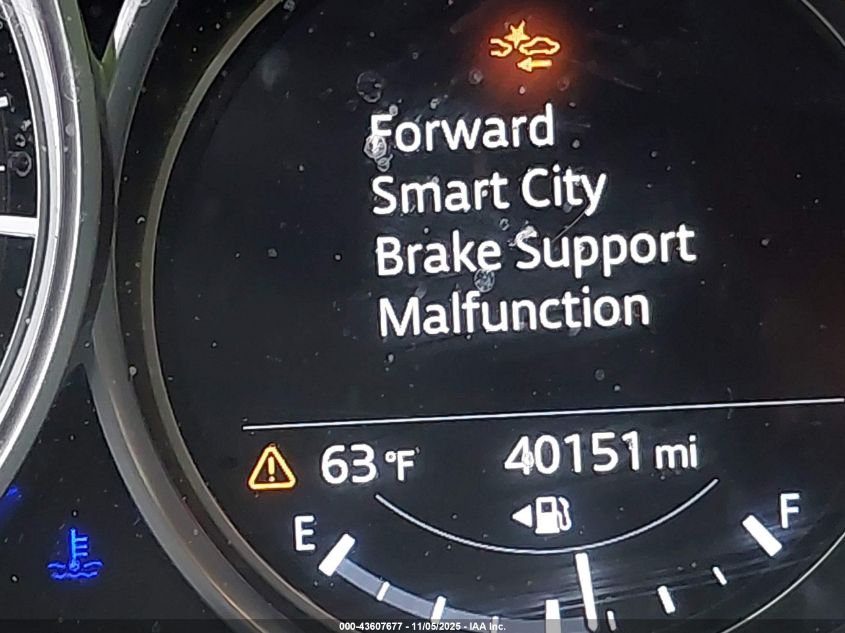 Forward
Smart City
Brake Support
Malfunction
63 °F 40151 mi
E F
000-43607677 - 11/05/2025 - IAA Inc.